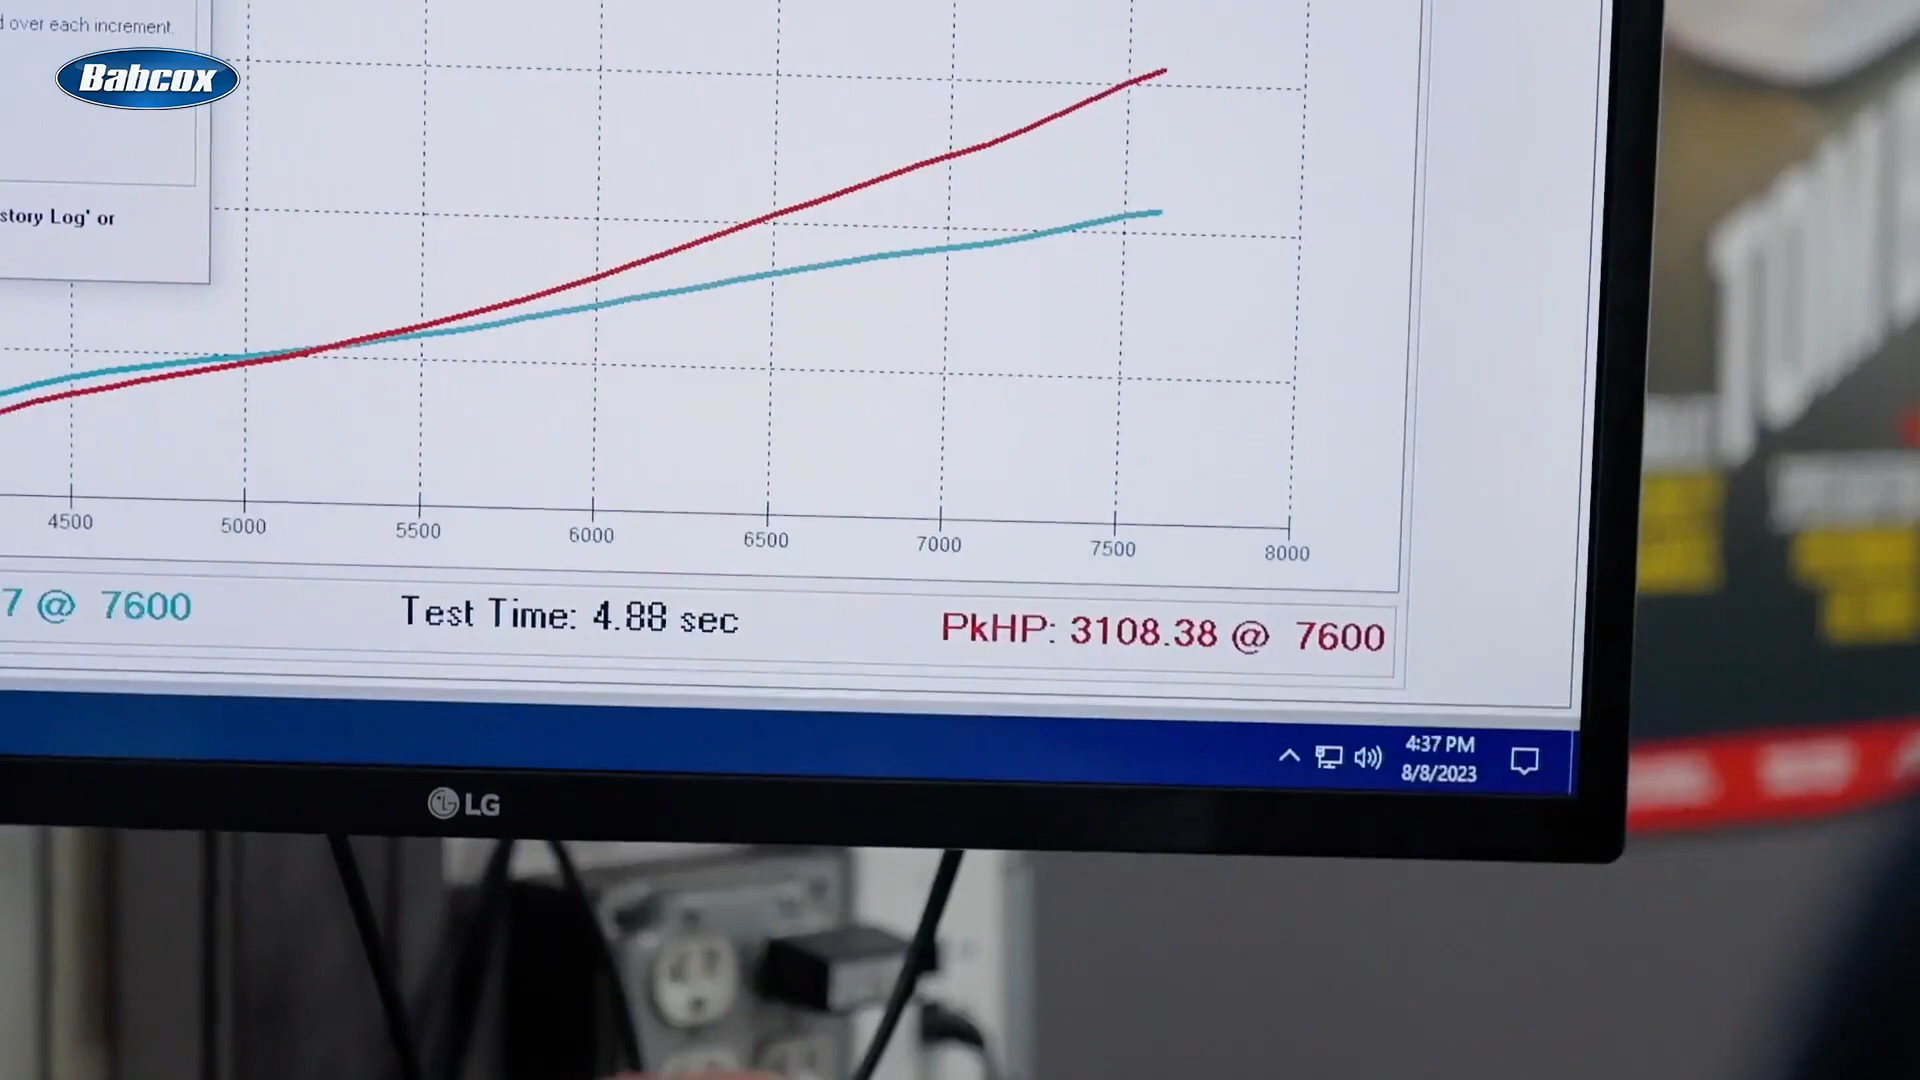 d over each increment.
Babcox
story Log' or
4500 5000 5500 6000 6500 7000 7500 8000
7 @ 7600 Test Time: 4.88 sec PkHP: 3108.38 @ 7600
4:37 PM
8/8/2023
LG